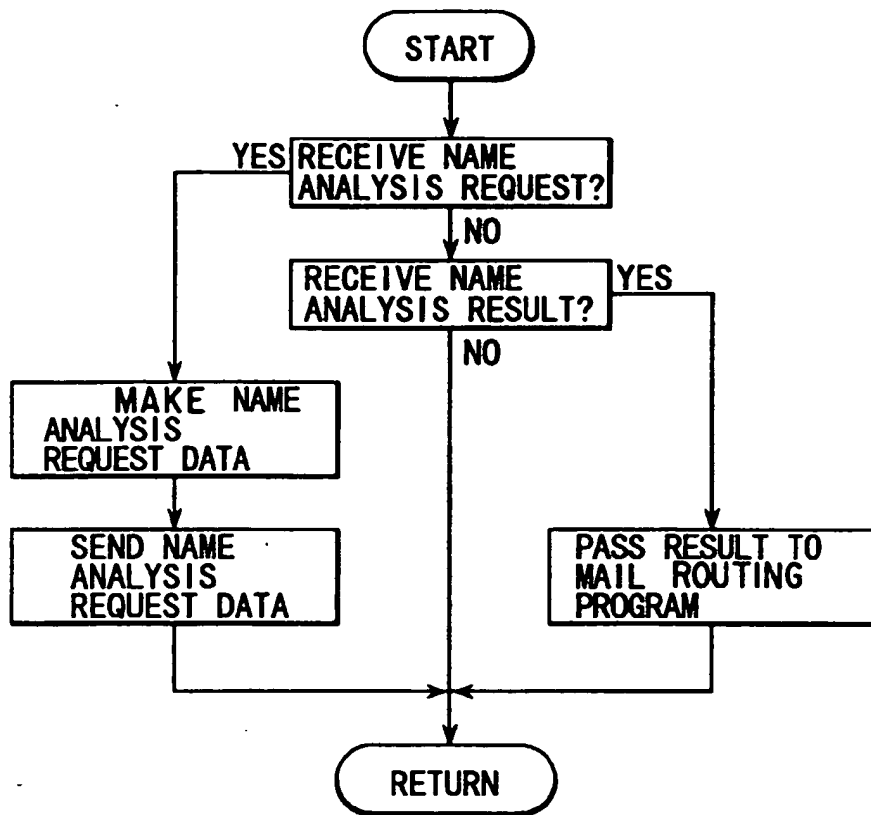 START
YES
RECEIVE NAME
ANALYSIS REQUEST?
NO
RECEIVE NAME
ANALYSIS RESULT?
YES
NO
MAKE NAME
ANALYSIS
REQUEST DATA
SEND NAME
ANALYSIS
REQUEST DATA
PASS RESULT TO
MAIL ROUTING
PROGRAM
RETURN